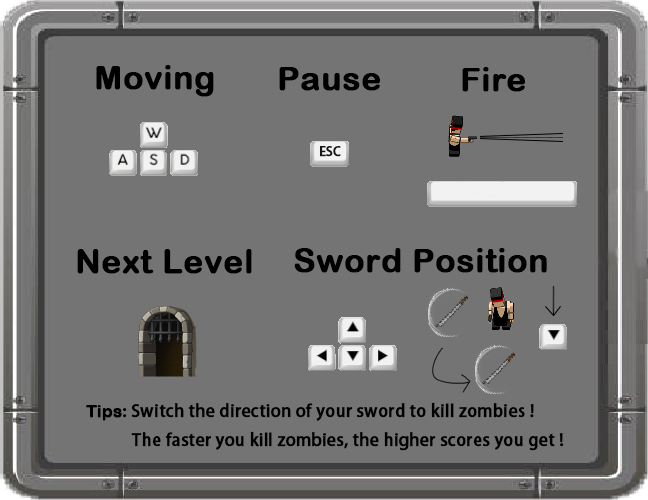 Moving Pause Fire
W
A S D
ESC
Next Level Sword Position
▲
◀ ▼ ▶
▼
Tips: Switch the direction of your sword to kill zombies !
The faster you kill zombies, the higher scores you get !